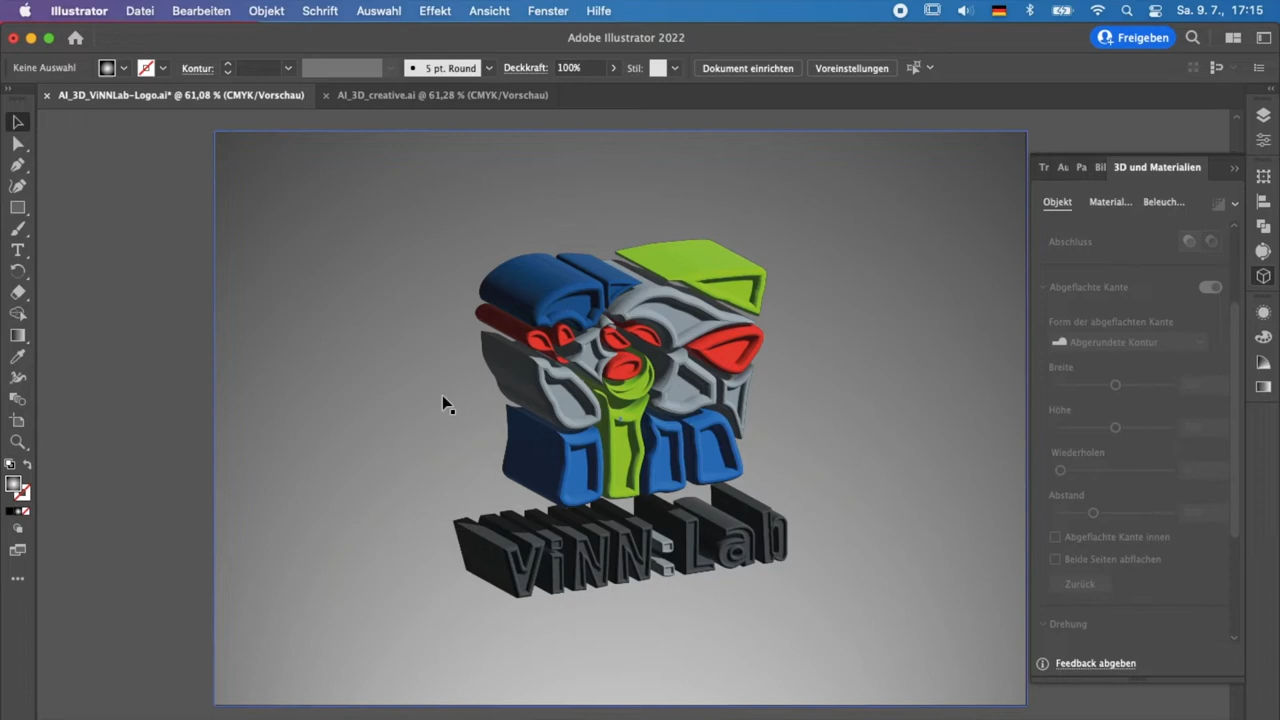 Illustrator Datei Bearbeiten Objekt Schrift Auswahl Effekt Ansicht Fenster Hilfe Sa. 9. 7., 17:15
Adobe Illustrator 2022 Freigeben
Keine Auswahl Kontur: 5 pt. Round Deckkraft: 100% Stil: Dokument einrichten Voreinstellungen
AI_3D_ViNNLab-Logo.ai* @ 61,08 % (CMYK/Vorschau) AI_3D_creative.ai @ 61,28 % (CMYK/Vorschau)
Tr Au Pa Bil 3D und Materialien
Objekt Material... Beleuch...
Abschluss
Abgeflachte Kante
Form der abgeflachten Kante
Abgerundete Kontur
Breite
Höhe
Wiederholen
Abstand
Abgeflachte Kante innen
Beide Seiten abflachen
Zurück
Drehung
Feedback abgeben
ViNN:Lab